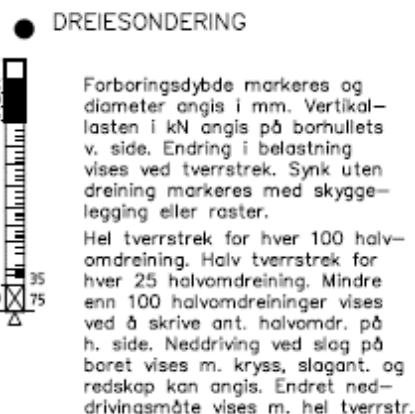 DREIESONDERING
Forboringsdybde markeres og
diameter angis i mm. Vertikal–
lasten i kN angis på borhullets
v. side. Endring i belastning
vises ved tverrstrek. Synk uten
dreining markeres med skygge–
legging eller raster.
Hel tverrstrek for hver 100 halv–
omdreining. Halv tverrstrek for
hver 25 halvomdreining. Mindre
enn 100 halvomdreininger vises
ved å skrive ant. halvomdr. på
h. side. Neddriving ved slag på
boret vises m. kryss, slagant. og
redskap kan angis. Endret ned–
drivingsmåte vises m. hel tverrstr.
35
75